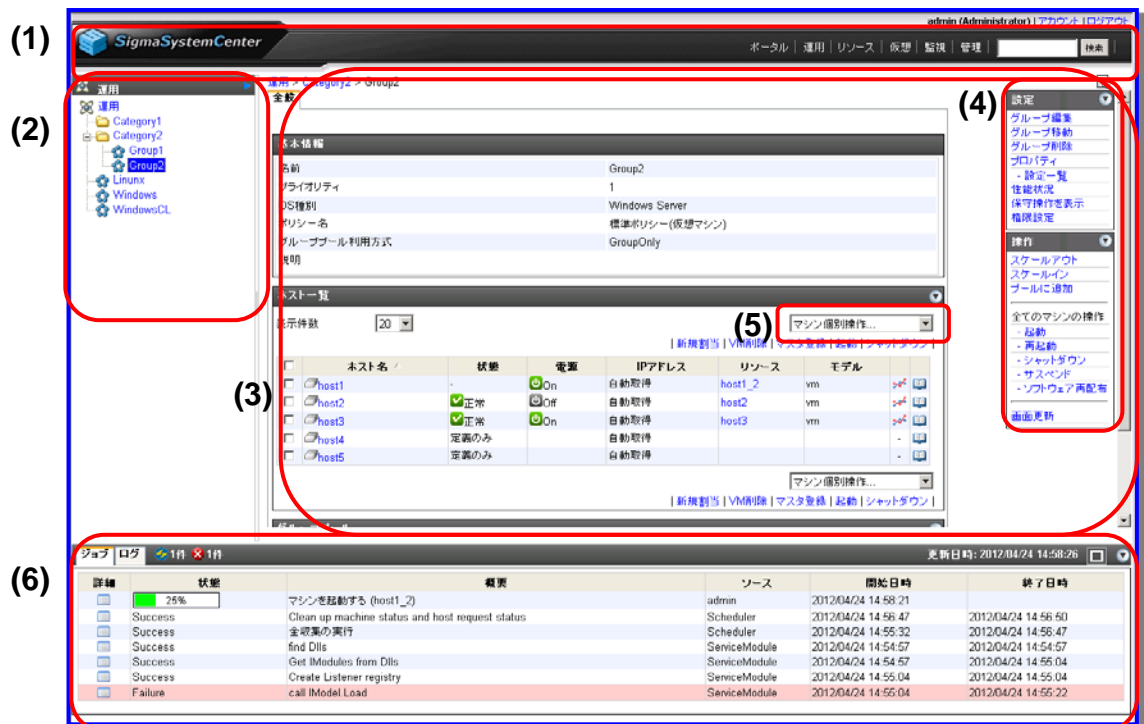 admin (Administrator) | アカウント | ログアウト
(1)
SigmaSystemCenter
ポータル | 運用 | リソース | 仮想 | 監視 | 管理 |
検索
(2)
運用
運用
Category1
Category2
Group1
Group2
Linunx
Windows
WindowsCL
運用 > Category2 > Group2
全般
基本情報
名前 Group2
プライオリティ 1
OS種別 Windows Server
ポリシー名 標準ポリシー(仮想マシン)
グループプール利用方式 GroupOnly
説明
(3)
ホスト一覧
表示件数 20
(5)
マシン個別操作...
| 新規割当 | VM削除 | マスタ登録 | 起動 | シャットダウン |
ホスト名 状態 電源 IPアドレス リソース モデル
host1 - On 自動取得 host1_2 vm
host2 正常 Off 自動取得 host2 vm
host3 正常 On 自動取得 host3 vm
host4 定義のみ 自動取得 -
host5 定義のみ 自動取得 -
マシン個別操作...
| 新規割当 | VM削除 | マスタ登録 | 起動 | シャットダウン |
(4)
設定
グループ編集
グループ移動
グループ削除
プロパティ
- 設定一覧
性能状況
保守操作を表示
権限設定
操作
スケールアウト
スケールイン
プールに追加
全てのマシンの操作
- 起動
- 再起動
- シャットダウン
- サスペンド
- ソフトウェア再配布
画面更新
(6)
ジョブ ログ 1件 1件 更新日時: 2012/04/24 14:58:26
詳細 状態 概要 ソース 開始日時 終了日時
25% マシンを起動する (host1_2) admin 2012/04/24 14:58:21
Success Clean up machine status and host request status Scheduler 2012/04/24 14:56:47 2012/04/24 14:56:50
Success 全収集の実行 Scheduler 2012/04/24 14:55:32 2012/04/24 14:56:47
Success find Dlls ServiceModule 2012/04/24 14:54:57 2012/04/24 14:54:57
Success Get IModules from Dlls ServiceModule 2012/04/24 14:54:57 2012/04/24 14:55:04
Success Create Listener registry ServiceModule 2012/04/24 14:55:04 2012/04/24 14:55:04
Failure call IModel.Load ServiceModule 2012/04/24 14:55:04 2012/04/24 14:55:22